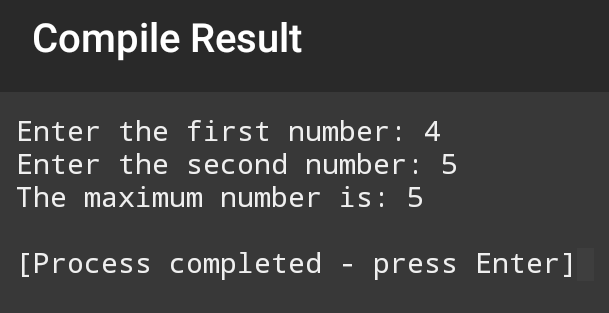 Compile Result
Enter the first number: 4
Enter the second number: 5
The maximum number is: 5
[Process completed - press Enter]